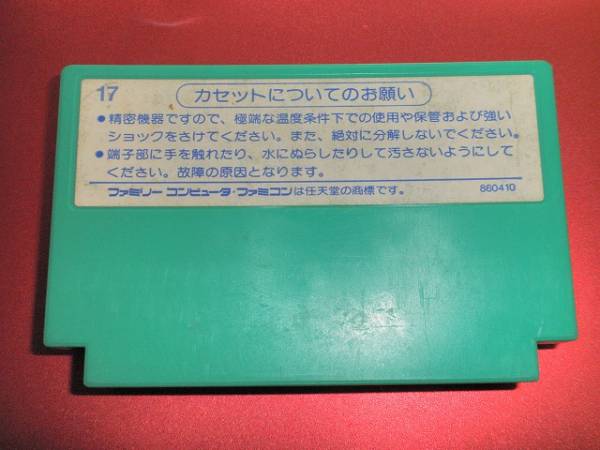 17
カセットについてのお願い
●精密機器ですので、極端な温度条件下での使用や保管および強い
ショックをさけてください。また、絶対に分解しないでください。
●端子部に手を触れたり、水にぬらしたりして汚さないようにして
ください。故障の原因となります。
ファミリーコンピュータ・ファミコンは任天堂の商標です。 860410